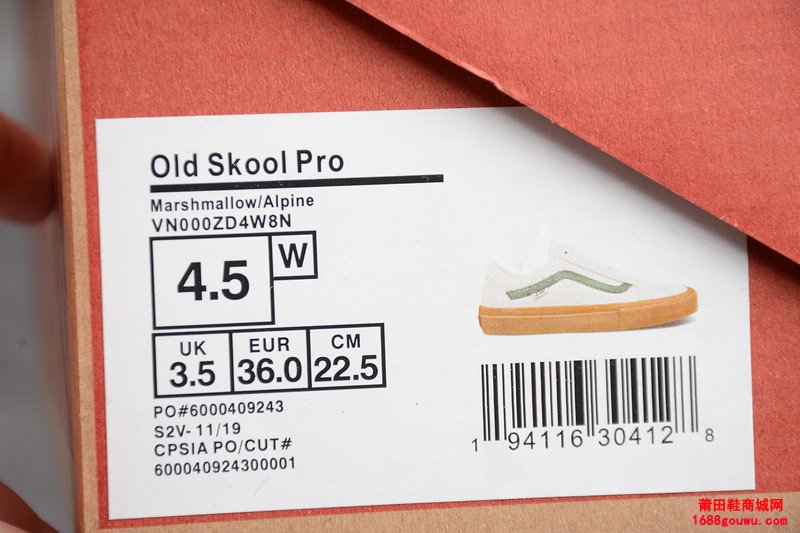 Old Skool Pro
Marshmallow/Alpine
VN000ZD4W8N
4.5 W
UK EUR CM
3.5 36.0 22.5
PO#6000409243
S2V- 11/19
CPSIA PO/CUT#
600040924300001
1 94116 30412 8
莆田鞋商城网
1688gouwu.com